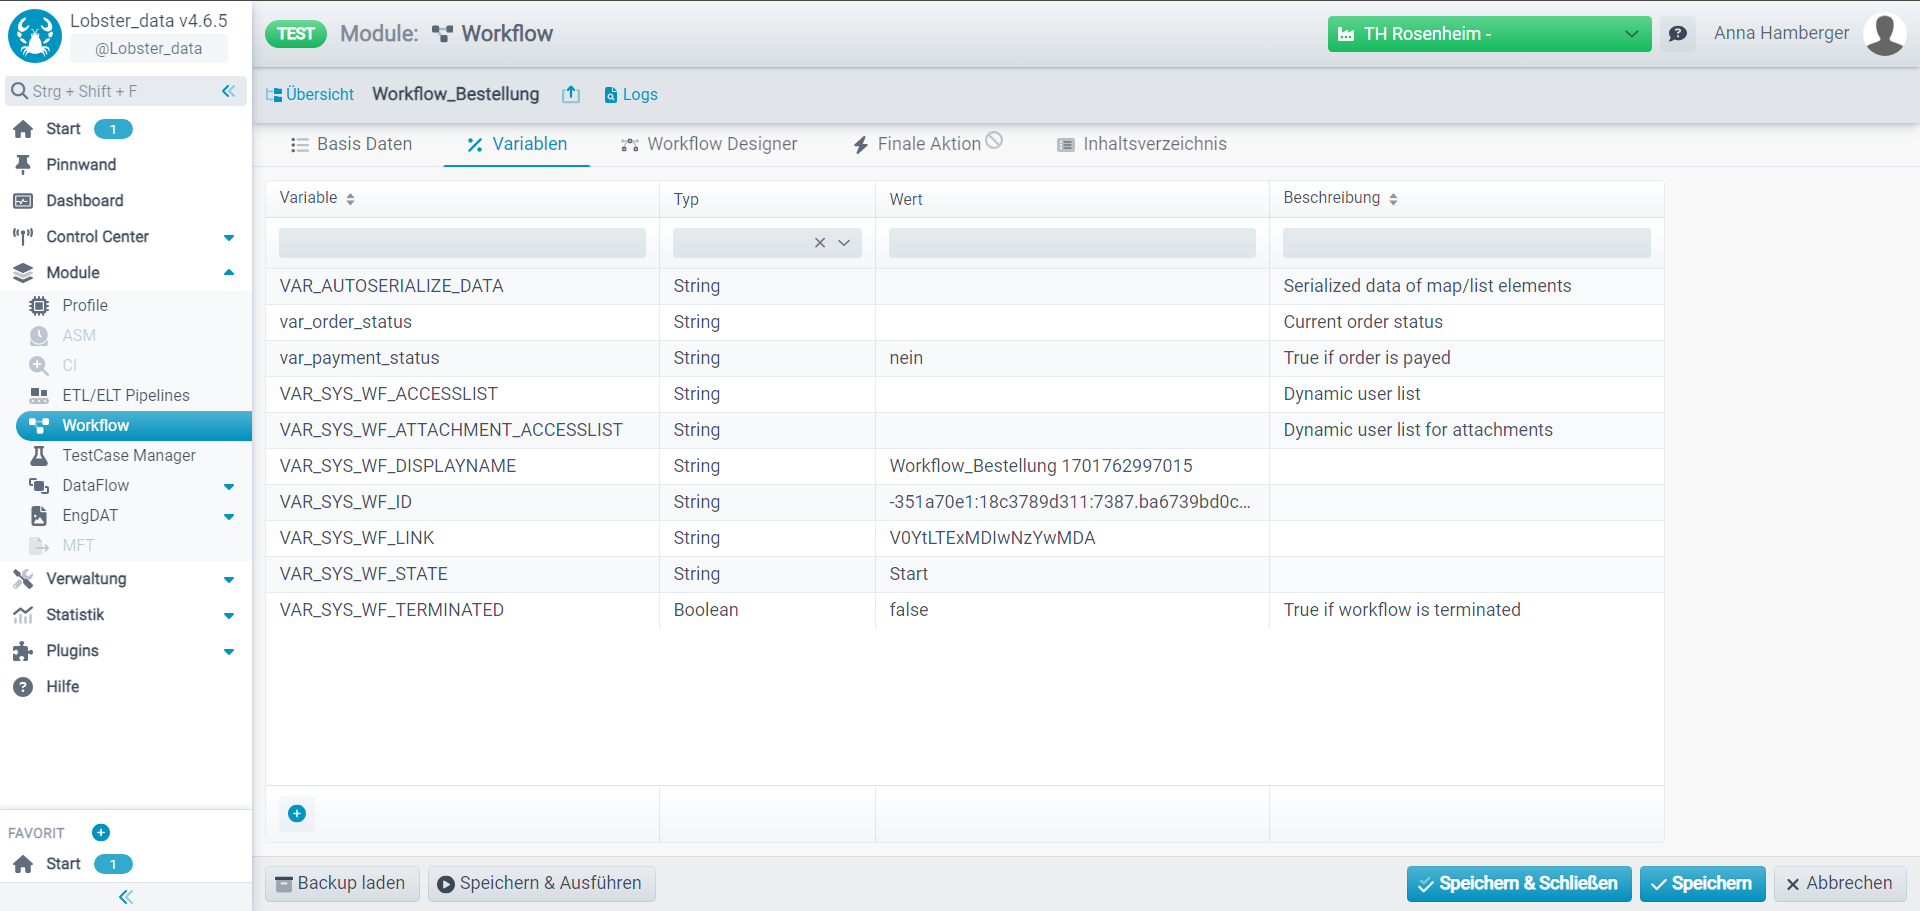 Lobster_data v4.6.5
@Lobster_data
TEST
Module: Workflow
TH Rosenheim -
Anna Hamberger
Strg + Shift + F
Start 1
Pinnwand
Dashboard
Control Center
Module
Profile
ASM
CI
ETL/ELT Pipelines
Workflow
TestCase Manager
DataFlow
EngDAT
MFT
Verwaltung
Statistik
Plugins
Hilfe
FAVORIT
Start 1
Übersicht Workflow_Bestellung Logs
Basis Daten Variablen Workflow Designer Finale Aktion Inhaltsverzeichnis
Variable Typ Wert Beschreibung
VAR_AUTOSERIALIZE_DATA String Serialized data of map/list elements
var_order_status String Current order status
var_payment_status String nein True if order is payed
VAR_SYS_WF_ACCESSLIST String Dynamic user list
VAR_SYS_WF_ATTACHMENT_ACCESSLIST String Dynamic user list for attachments
VAR_SYS_WF_DISPLAYNAME String Workflow_Bestellung 1701762997015
VAR_SYS_WF_ID String -351a70e1:18c3789d311:7387.ba6739bd0c...
VAR_SYS_WF_LINK String V0YtLTExMDIwNzYwMDA
VAR_SYS_WF_STATE String Start
VAR_SYS_WF_TERMINATED Boolean false True if workflow is terminated
Backup laden Speichern & Ausführen Speichern & Schließen Speichern Abbrechen